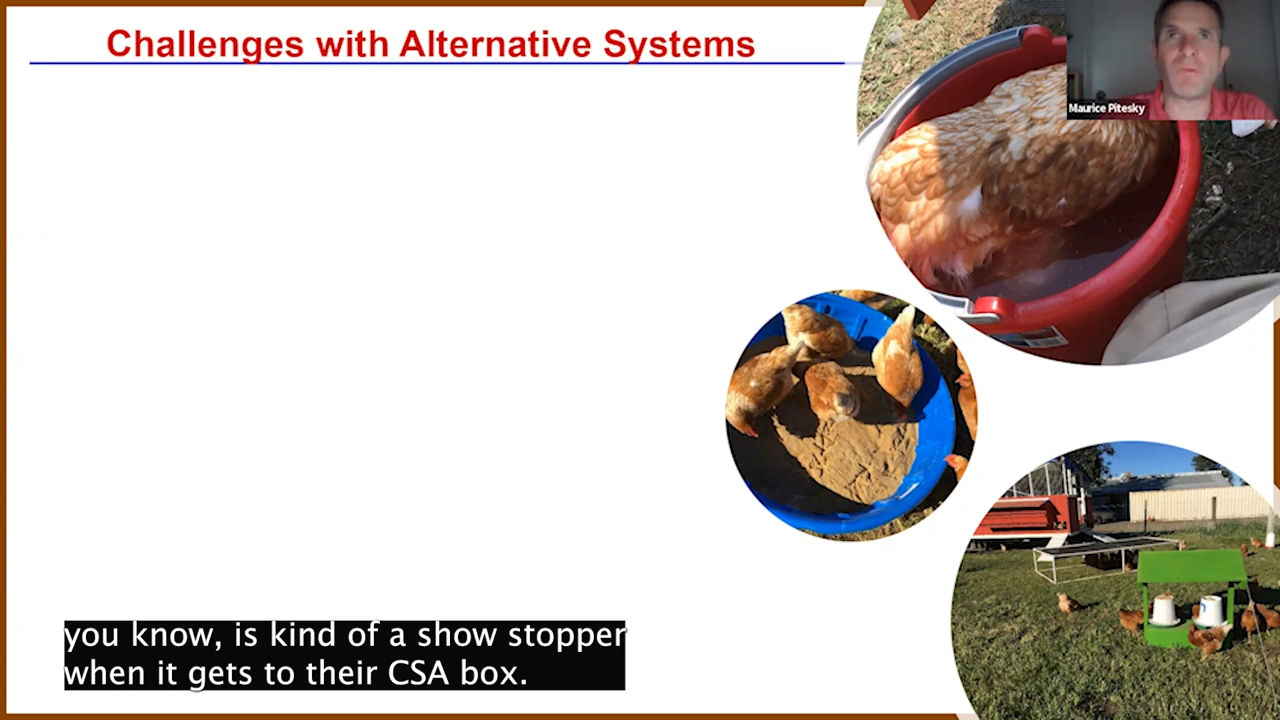 Challenges with Alternative Systems
Maurice Pitesky
you know, is kind of a show stopper
when it gets to their CSA box.